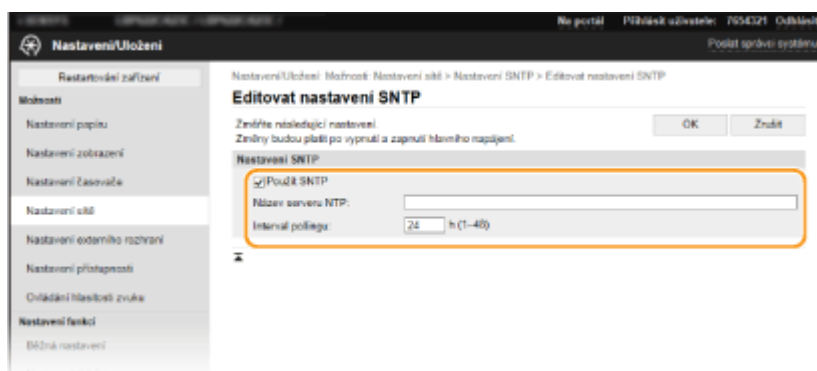 Na portál Přihlásit uživatele: 7654321 Odhlásit
Nastavení/Uložení
Poslat správci systému
Restartování zařízení
Možnosti
Nastavení papíru
Nastavení zobrazení
Nastavení časovače
Nastavení sítě
Nastavení externího rozhraní
Nastavení přístupnosti
Ovládání hlasitosti zvuku
Nastavení funkcí
Běžná nastavení
Nastavení/Uložení: Možnosti: Nastavení sítě > Nastavení SNTP > Editovat nastavení SNTP
Editovat nastavení SNTP
Změňte následující nastavení.
Změny budou platit po vypnutí a zapnutí hlavního napájení.
OK Zrušit
Nastavení SNTP
Použít SNTP
Název serveru NTP:
Interval pollingu: 24 h (1–48)